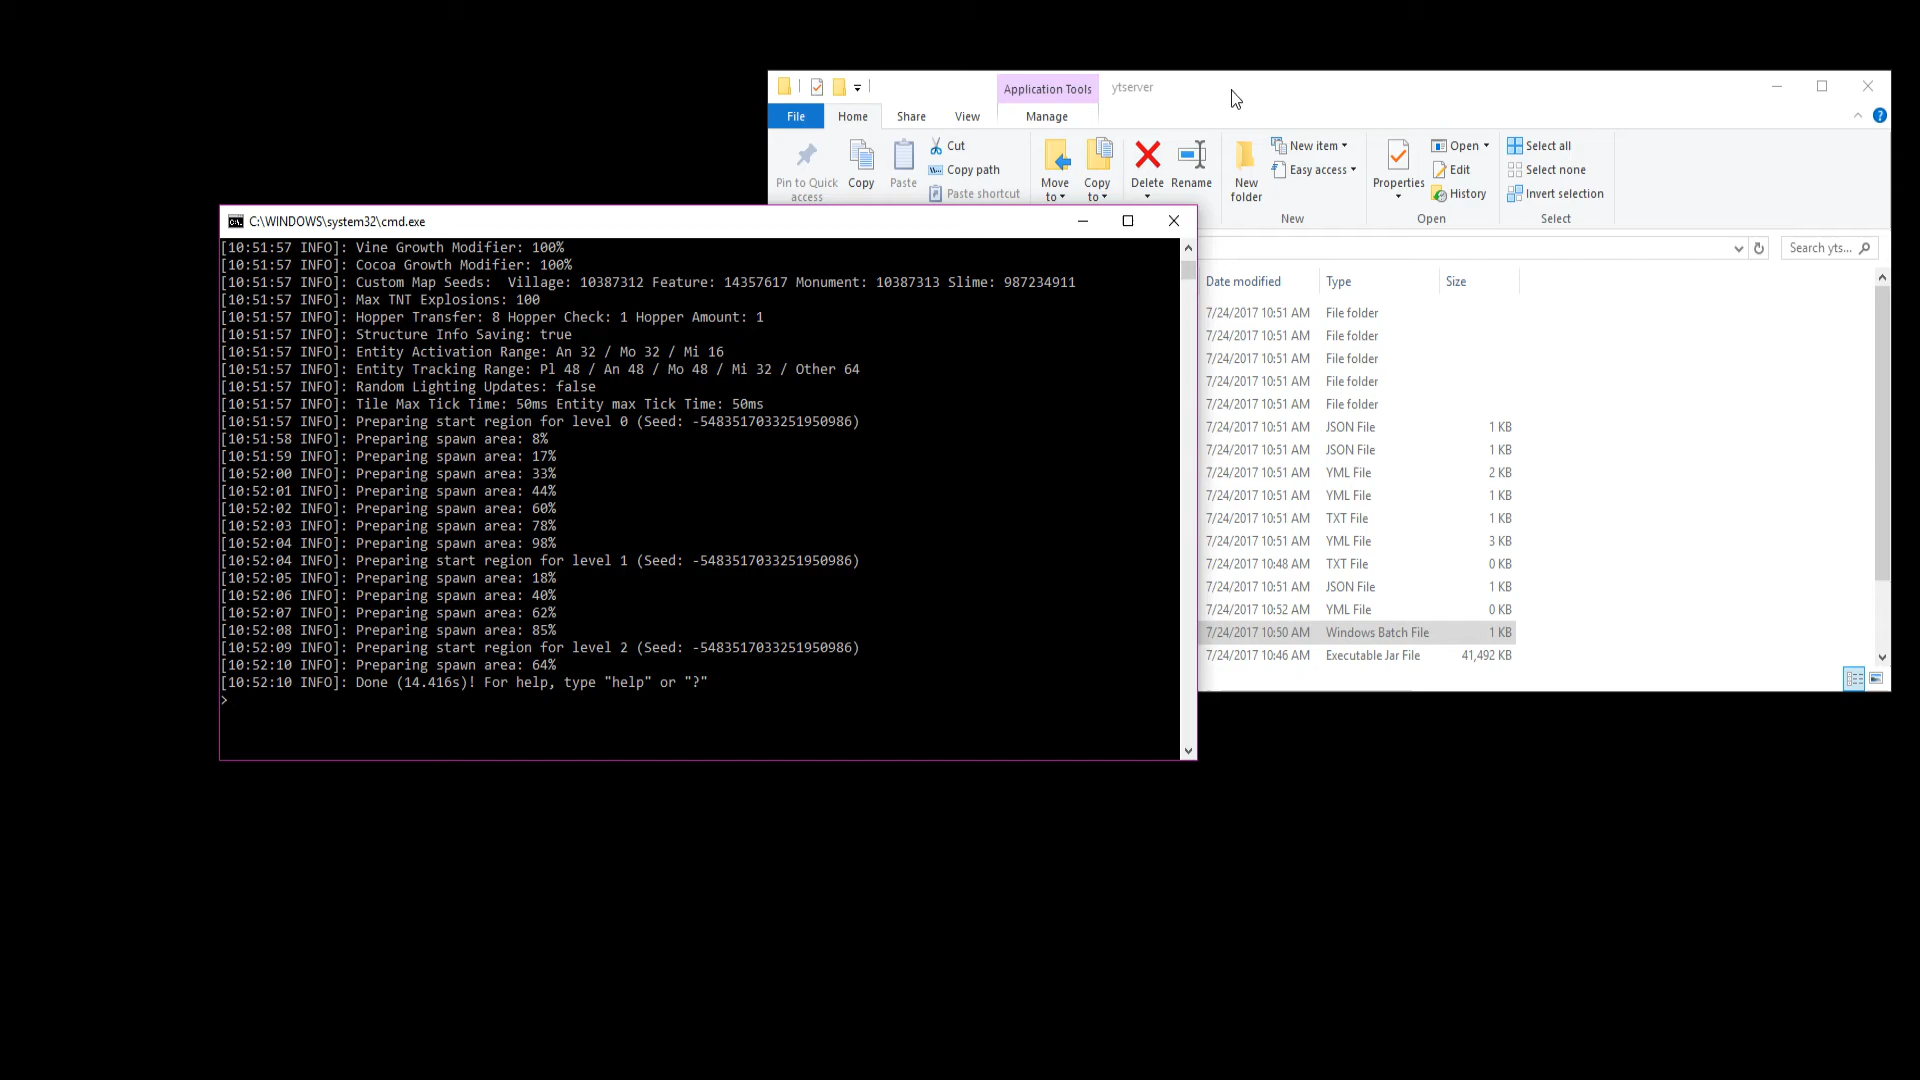 Application Tools
ytserver
File
Home
Share
View
Manage
Pin to Quick access
Copy
Paste
Cut
Copy path
Paste shortcut
Move to
Copy to
Delete
Rename
New folder
New item
Easy access
New
Properties
Open
Edit
History
Open
Select all
Select none
Invert selection
Select
Search yts...
Date modified Type Size
7/24/2017 10:51 AM File folder
7/24/2017 10:51 AM File folder
7/24/2017 10:51 AM File folder
7/24/2017 10:51 AM File folder
7/24/2017 10:51 AM File folder
7/24/2017 10:51 AM JSON File 1 KB
7/24/2017 10:51 AM JSON File 1 KB
7/24/2017 10:51 AM YML File 2 KB
7/24/2017 10:51 AM YML File 1 KB
7/24/2017 10:51 AM TXT File 1 KB
7/24/2017 10:51 AM YML File 3 KB
7/24/2017 10:48 AM TXT File 0 KB
7/24/2017 10:51 AM JSON File 1 KB
7/24/2017 10:52 AM YML File 0 KB
7/24/2017 10:50 AM Windows Batch File 1 KB
7/24/2017 10:46 AM Executable Jar File 41,492 KB
C:\WINDOWS\system32\cmd.exe
[10:51:57 INFO]: Vine Growth Modifier: 100%
[10:51:57 INFO]: Cocoa Growth Modifier: 100%
[10:51:57 INFO]: Custom Map Seeds:  Village: 10387312 Feature: 14357617 Monument: 10387313 Slime: 987234911
[10:51:57 INFO]: Max TNT Explosions: 100
[10:51:57 INFO]: Hopper Transfer: 8 Hopper Check: 1 Hopper Amount: 1
[10:51:57 INFO]: Structure Info Saving: true
[10:51:57 INFO]: Entity Activation Range: An 32 / Mo 32 / Mi 16
[10:51:57 INFO]: Entity Tracking Range: Pl 48 / An 48 / Mo 48 / Mi 32 / Other 64
[10:51:57 INFO]: Random Lighting Updates: false
[10:51:57 INFO]: Tile Max Tick Time: 50ms Entity max Tick Time: 50ms
[10:51:57 INFO]: Preparing start region for level 0 (Seed: -5483517033251950986)
[10:51:58 INFO]: Preparing spawn area: 8%
[10:51:59 INFO]: Preparing spawn area: 17%
[10:52:00 INFO]: Preparing spawn area: 33%
[10:52:01 INFO]: Preparing spawn area: 44%
[10:52:02 INFO]: Preparing spawn area: 60%
[10:52:03 INFO]: Preparing spawn area: 78%
[10:52:04 INFO]: Preparing spawn area: 98%
[10:52:04 INFO]: Preparing start region for level 1 (Seed: -5483517033251950986)
[10:52:05 INFO]: Preparing spawn area: 18%
[10:52:06 INFO]: Preparing spawn area: 40%
[10:52:07 INFO]: Preparing spawn area: 62%
[10:52:08 INFO]: Preparing spawn area: 85%
[10:52:09 INFO]: Preparing start region for level 2 (Seed: -5483517033251950986)
[10:52:10 INFO]: Preparing spawn area: 64%
[10:52:10 INFO]: Done (14.416s)! For help, type "help" or "?"
>